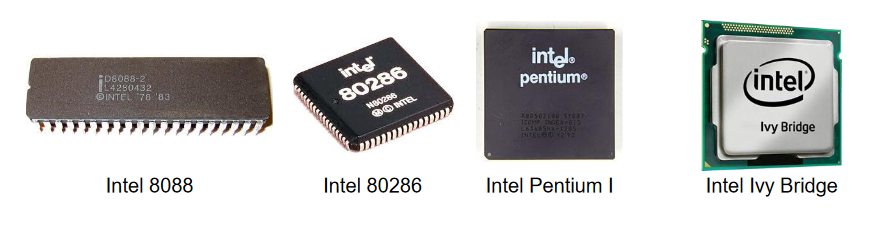 i D8088-2
L4280432
©INTEL '78 '83
intel
80286
N80286
Ⓜ © INTEL
intel®
pentium®
intel
Ivy Bridge
Intel 8088
Intel 80286
Intel Pentium I
Intel Ivy Bridge